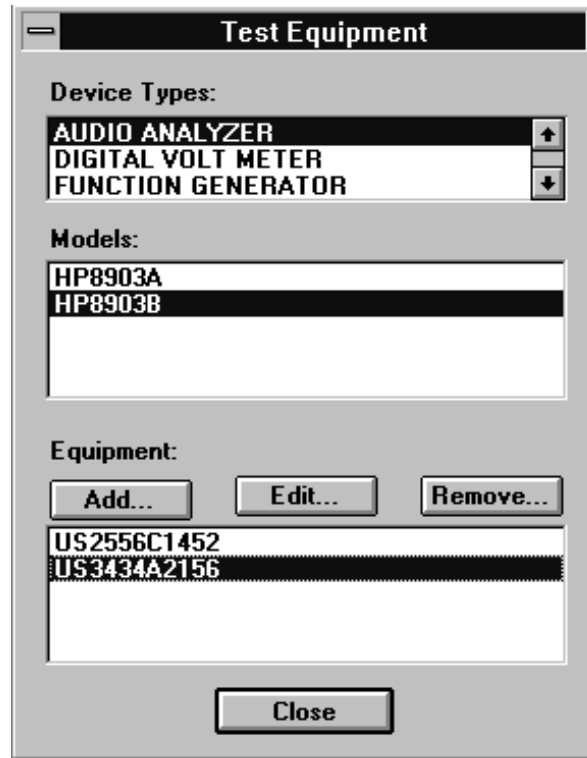 Test Equipment
Device Types:
AUDIO ANALYZER
DIGITAL VOLT METER
FUNCTION GENERATOR
Models:
HP8903A
HP8903B
Equipment:
Add... Edit... Remove...
US2556C1452
US3434A2156
Close